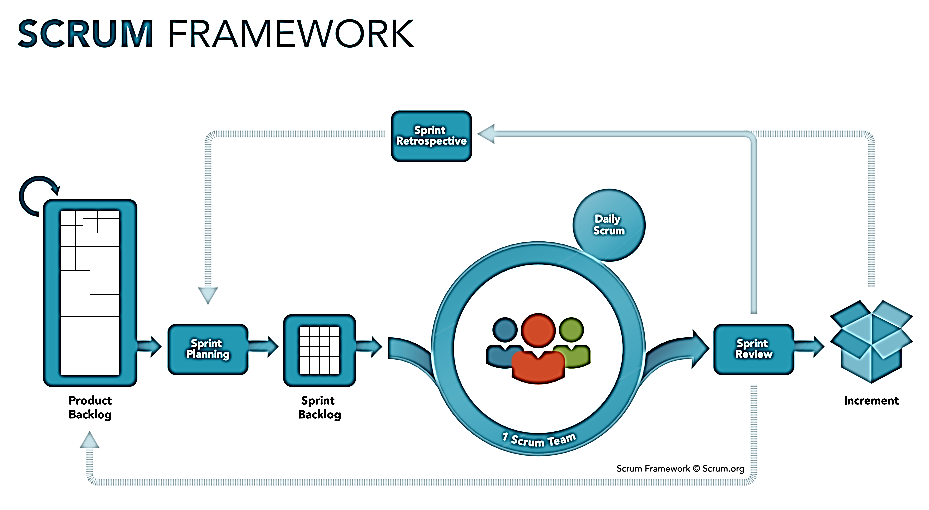 SCRUM FRAMEWORK
Sprint
Retrospective
Daily
Scrum
Sprint
Planning
Sprint
Review
Product
Backlog
Sprint
Backlog
1 Scrum Team
Increment
Scrum Framework © Scrum.org